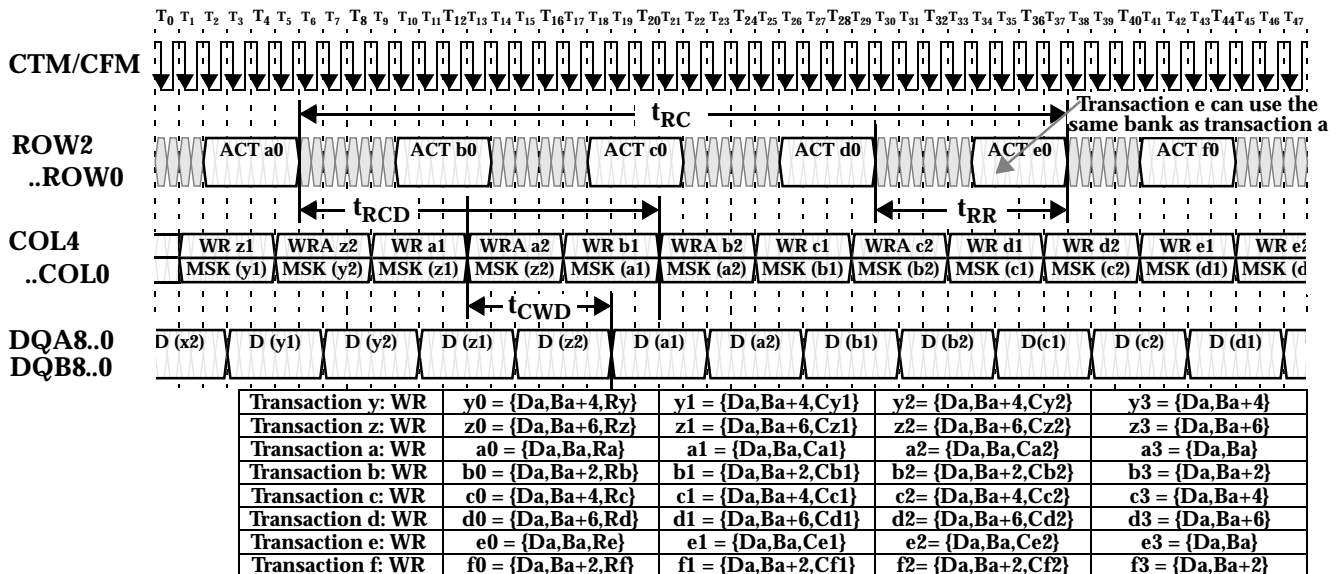 T0 T1 T2 T3 T4 T5 T6 T7 T8 T9 T10 T11 T12 T13 T14 T15 T16 T17 T18 T19 T20 T21 T22 T23 T24 T25 T26 T27 T28 T29 T30 T31 T32 T33 T34 T35 T36 T37 T38 T39 T40 T41 T42 T43 T44 T45 T46 T47
CTM/CFM
tRC
Transaction e can use the
same bank as transaction a
ROW2
..ROW0
ACT a0 ACT b0 ACT c0 ACT d0 ACT e0 ACT f0
tRCD tRR
COL4
..COL0
WR z1 WRA z2 WR a1 WRA a2 WR b1 WRA b2 WR c1 WRA c2 WR d1 WR d2 WR e1 WR e2
MSK (y1) MSK (y2) MSK (z1) MSK (z2) MSK (a1) MSK (a2) MSK (b1) MSK (b2) MSK (c1) MSK (c2) MSK (d1) MSK (d
tCWD
DQA8..0
DQB8..0
D (x2) D (y1) D (y2) D (z1) D (z2) D (a1) D (a2) D (b1) D (b2) D(c1) D (c2) D (d1)
Transaction y: WR y0 = {Da,Ba+4,Ry} y1 = {Da,Ba+4,Cy1} y2= {Da,Ba+4,Cy2} y3 = {Da,Ba+4}
Transaction z: WR z0 = {Da,Ba+6,Rz} z1 = {Da,Ba+6,Cz1} z2= {Da,Ba+6,Cz2} z3 = {Da,Ba+6}
Transaction a: WR a0 = {Da,Ba,Ra} a1 = {Da,Ba,Ca1} a2= {Da,Ba,Ca2} a3 = {Da,Ba}
Transaction b: WR b0 = {Da,Ba+2,Rb} b1 = {Da,Ba+2,Cb1} b2= {Da,Ba+2,Cb2} b3 = {Da,Ba+2}
Transaction c: WR c0 = {Da,Ba+4,Rc} c1 = {Da,Ba+4,Cc1} c2= {Da,Ba+4,Cc2} c3 = {Da,Ba+4}
Transaction d: WR d0 = {Da,Ba+6,Rd} d1 = {Da,Ba+6,Cd1} d2= {Da,Ba+6,Cd2} d3 = {Da,Ba+6}
Transaction e: WR e0 = {Da,Ba,Re} e1 = {Da,Ba,Ce1} e2= {Da,Ba,Ce2} e3 = {Da,Ba}
Transaction f: WR f0 = {Da,Ba+2,Rf} f1 = {Da,Ba+2,Cf1} f2= {Da,Ba+2,Cf2} f3 = {Da,Ba+2}